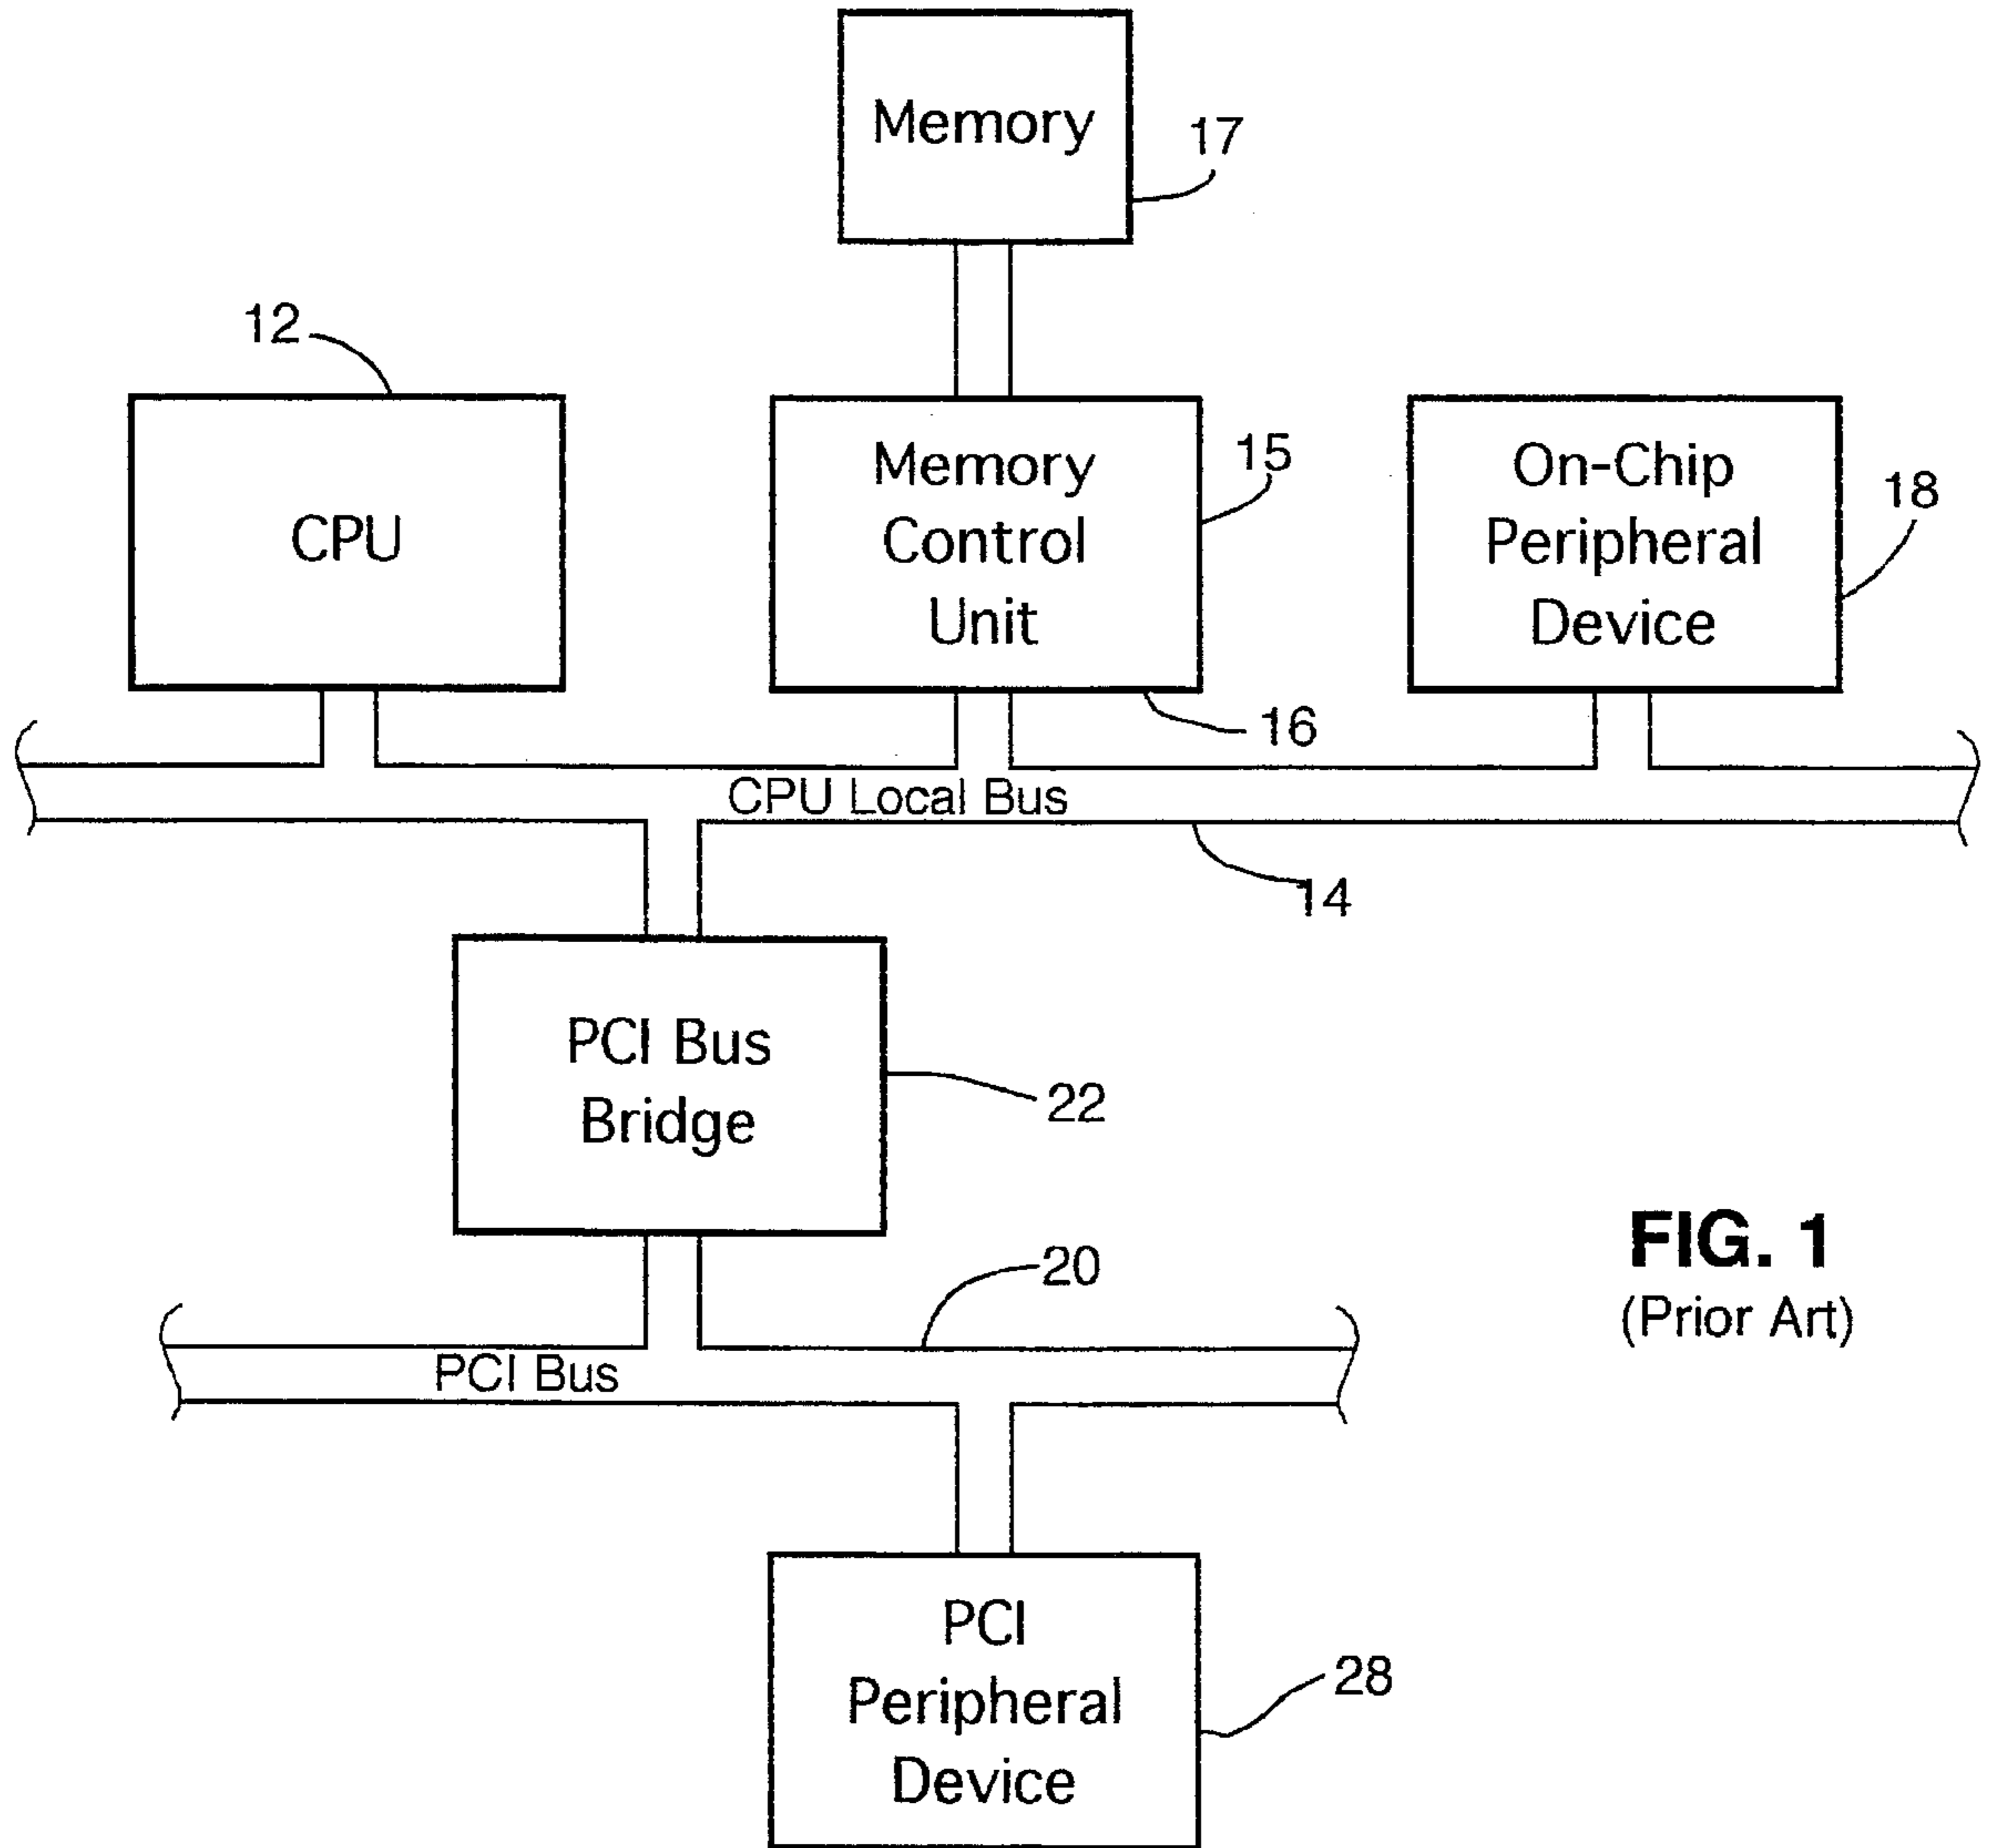 Memory
17
12
CPU
Memory
Control
Unit
15
On-Chip
Peripheral
Device
18
16
CPU Local Bus
14
PCI Bus
Bridge
22
20
PCI Bus
FIG. 1
(Prior Art)
PCI
Peripheral
Device
28